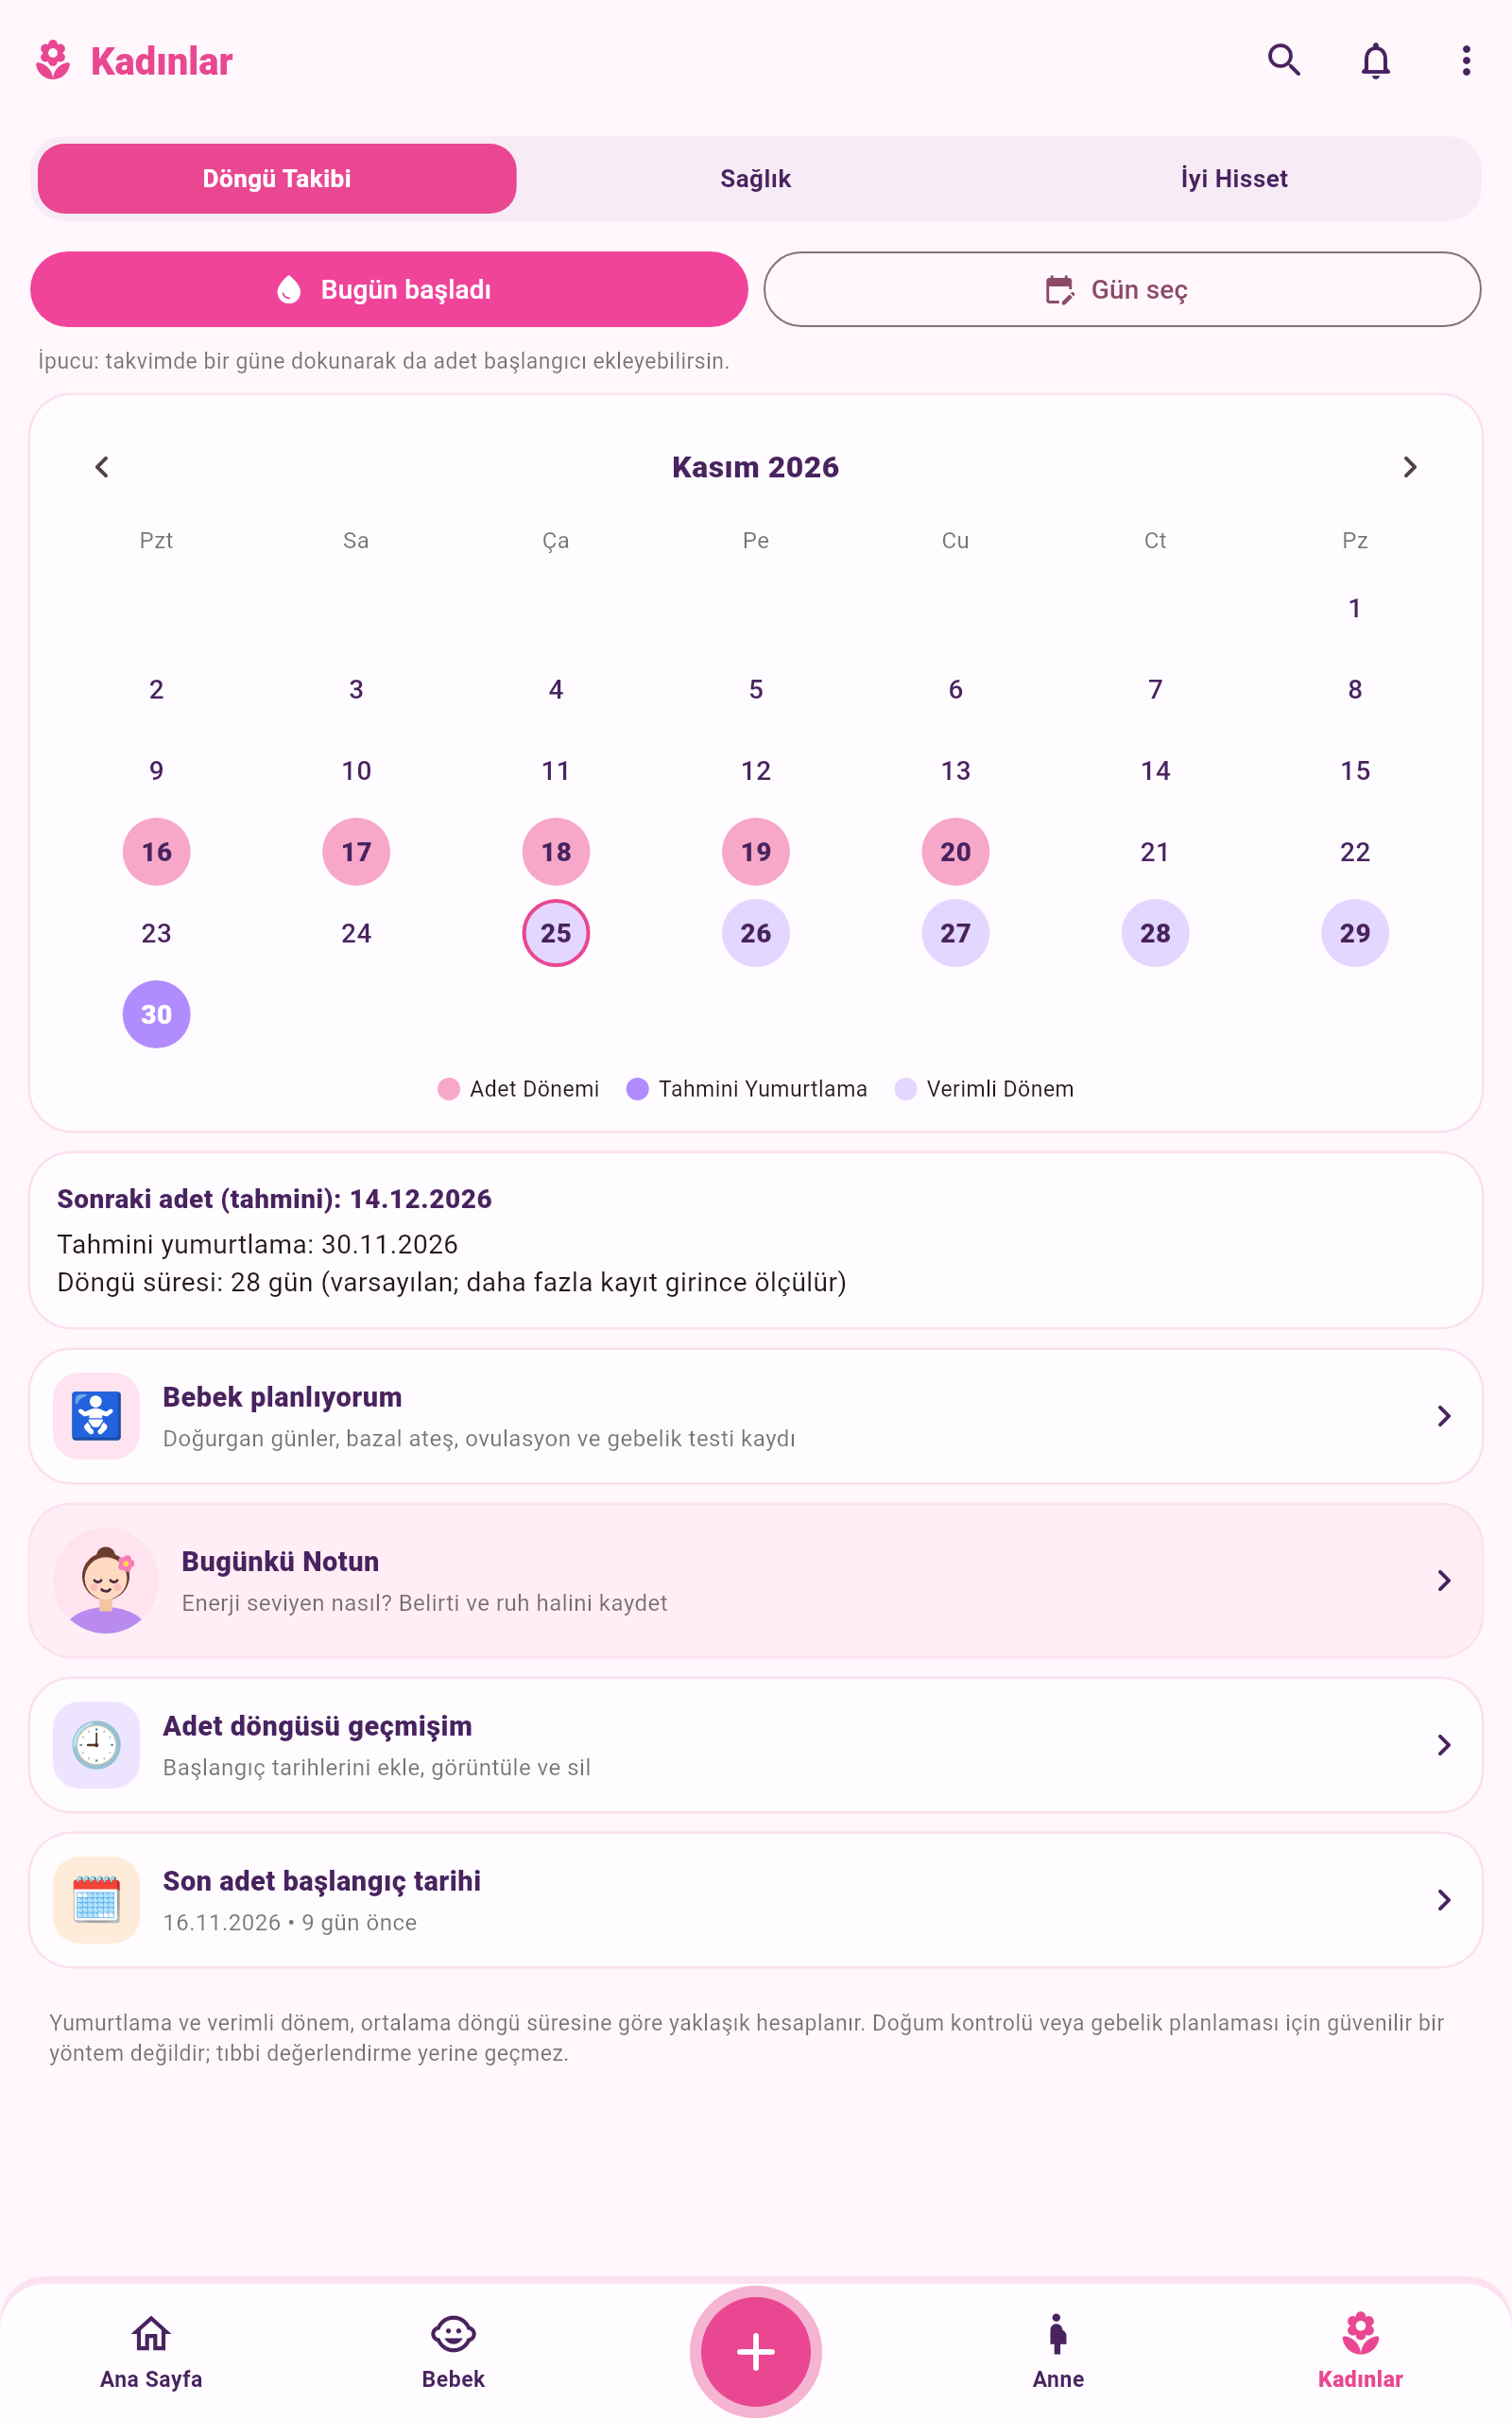 Kadınlar
Döngü Takibi
Sağlık
İyi Hisset
Bugün başladı
Gün seç
İpucu: takvimde bir güne dokunarak da adet başlangıcı ekleyebilirsin.
Kasım 2026
Pzt Sa Ça Pe Cu Ct Pz
1
2 3 4 5 6 7 8
9 10 11 12 13 14 15
16 17 18 19 20 21 22
23 24 25 26 27 28 29
30
Adet Dönemi Tahmini Yumurtlama Verimli Dönem
Sonraki adet (tahmini): 14.12.2026
Tahmini yumurtlama: 30.11.2026
Döngü süresi: 28 gün (varsayılan; daha fazla kayıt girince ölçülür)
Bebek planlıyorum
Doğurgan günler, bazal ateş, ovulasyon ve gebelik testi kaydı
Bugünkü Notun
Enerji seviyen nasıl? Belirti ve ruh halini kaydet
Adet döngüsü geçmişim
Başlangıç tarihlerini ekle, görüntüle ve sil
Son adet başlangıç tarihi
16.11.2026 • 9 gün önce
Yumurtlama ve verimli dönem, ortalama döngü süresine göre yaklaşık hesaplanır. Doğum kontrolü veya gebelik planlaması için güvenilir bir
yöntem değildir; tıbbi değerlendirme yerine geçmez.
Ana Sayfa
Bebek
Anne
Kadınlar